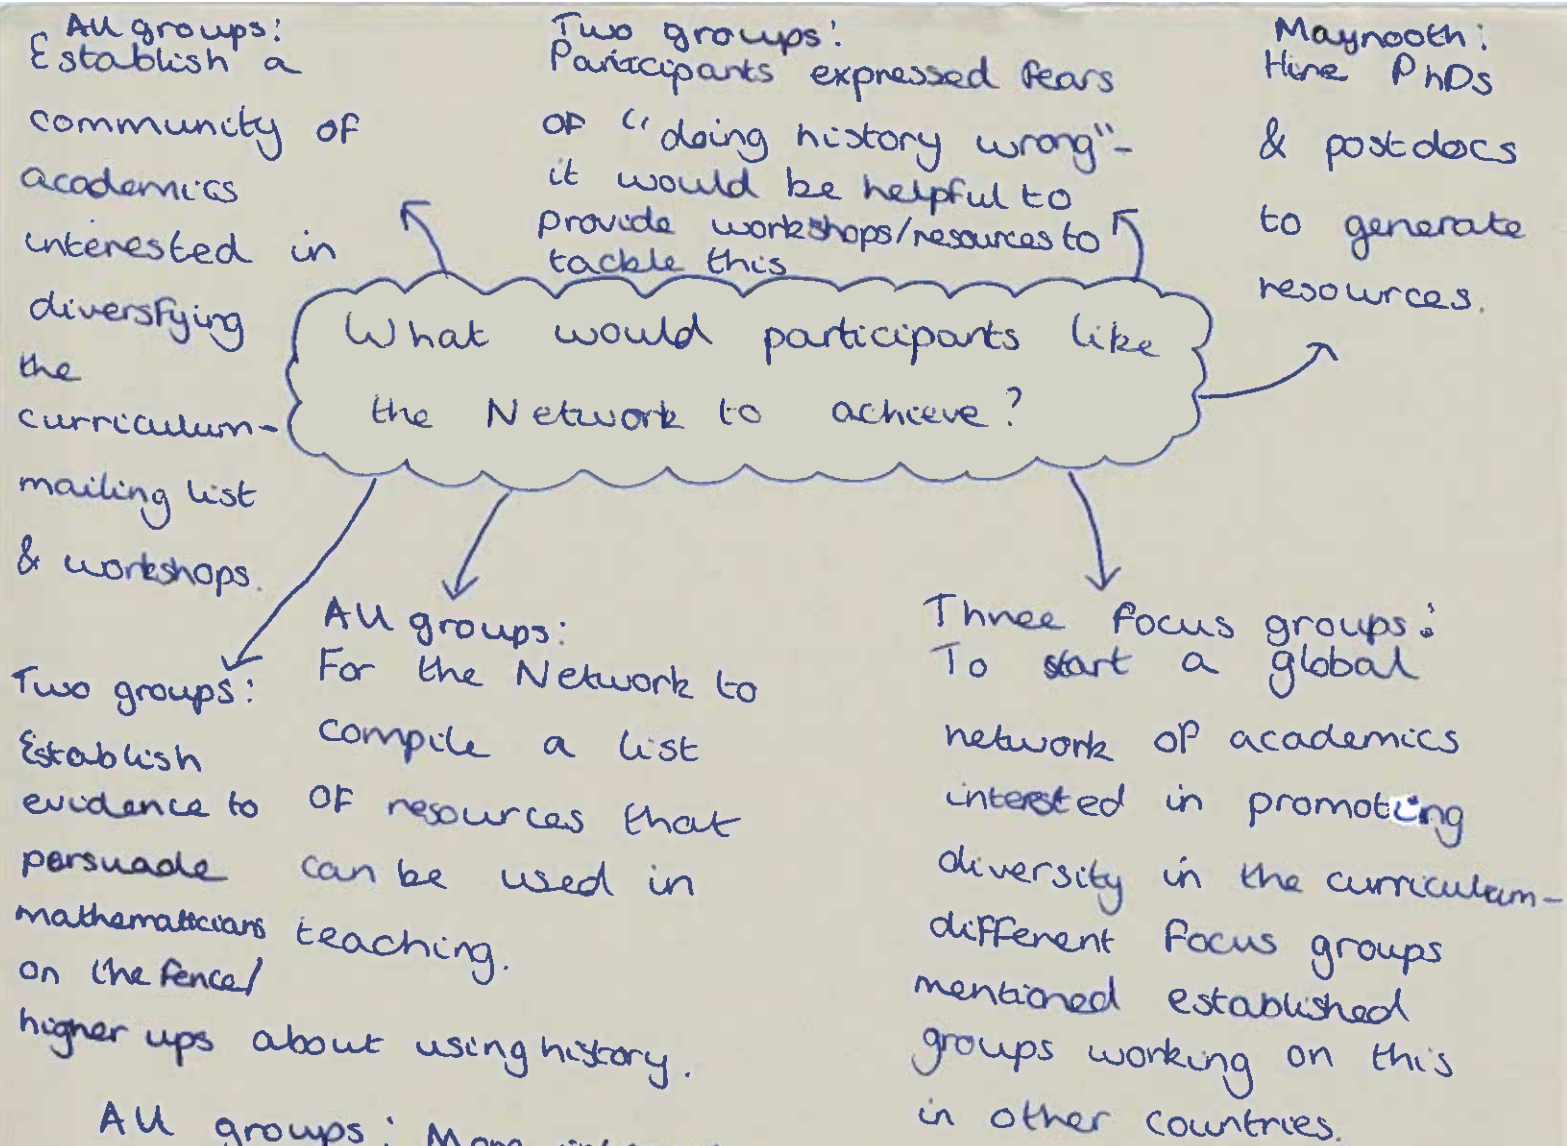 All groups:
Establish a
community of
academics
interested in
diversfying
the
curriculum-
mailing list
& workshops.
Two groups:
Participants expressed fears
of "doing history wrong"-
it would be helpful to
provide workshops/resources to
tackle this
Maynooth:
Hire PhDs
& postdocs
to generate
resources.
What would participants like
the Network to achieve?
Two groups:
Establish
evidence to
persuade
mathematicians
on the fence/
higher ups about using history.
All groups:
For the Network to
compile a list
of resources that
can be used in
teaching.
Three focus groups:
To start a global
network of academics
interested in promoting
diversity in the curriculum-
different focus groups
mentioned established
groups working on this
in other countries.
All groups: More